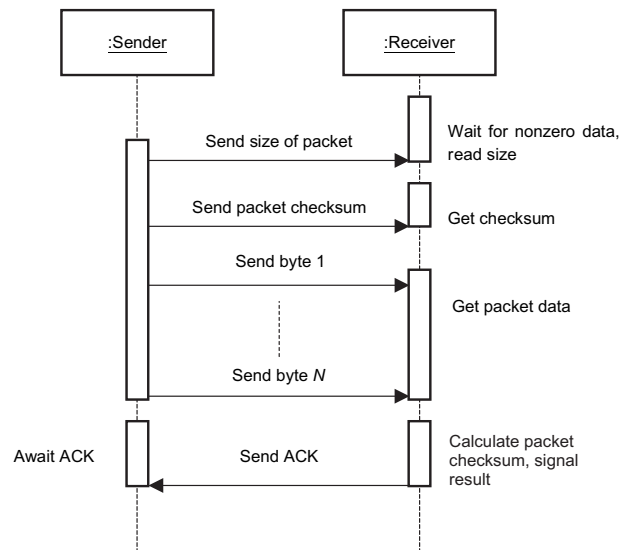 :Sender
:Receiver
Send size of packet
Wait for nonzero data,
read size
Send packet checksum
Get checksum
Send byte 1
Get packet data
Send byte N
Await ACK
Send ACK
Calculate packet
checksum, signal
result